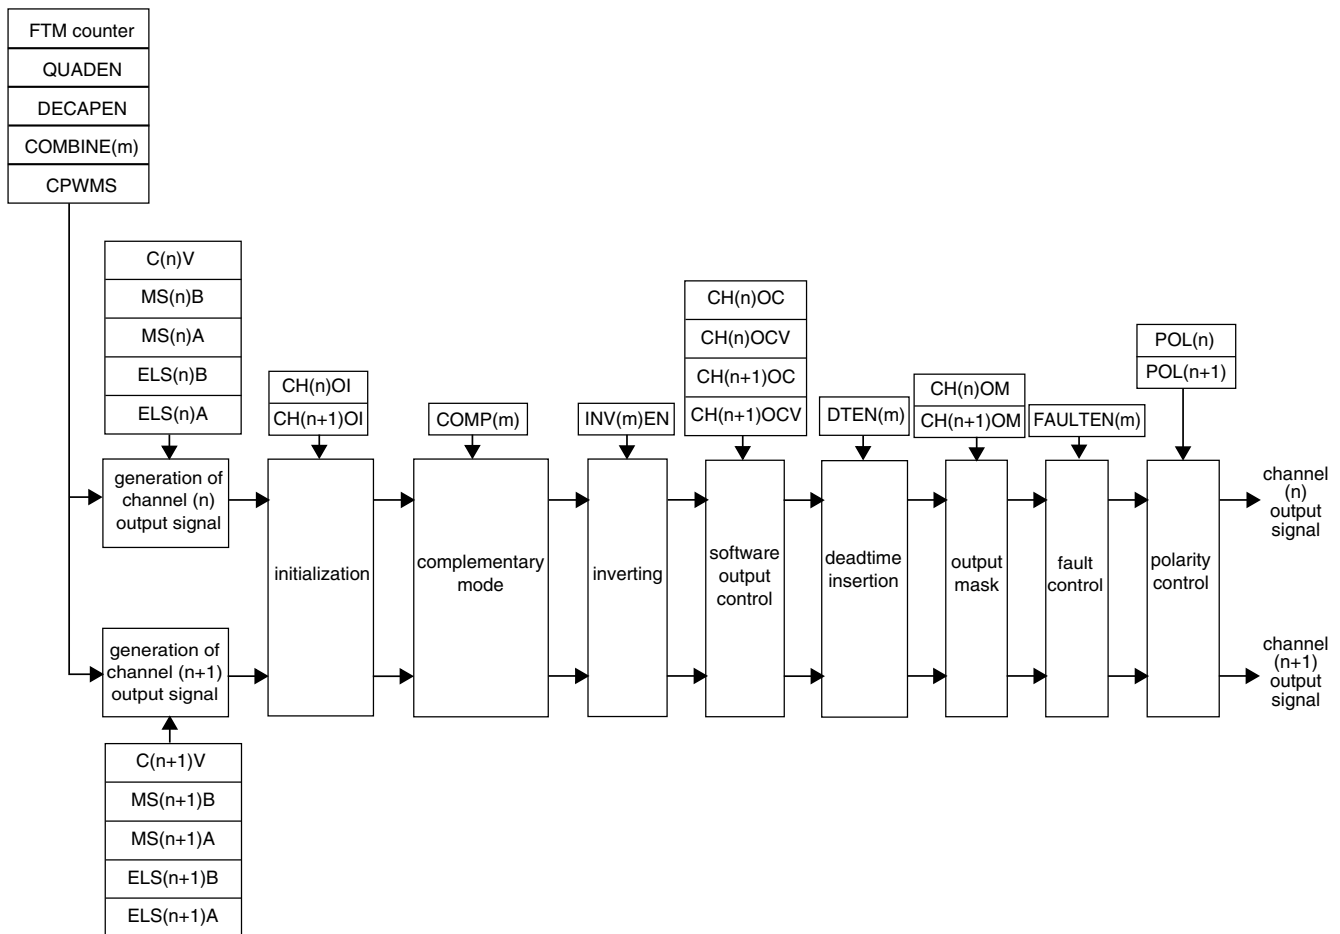 FTM counter
QUADEN
DECAPEN
COMBINE(m)
CPWMS
C(n)V
MS(n)B
MS(n)A
ELS(n)B
ELS(n)A
CH(n)OI
CH(n+1)OI
COMP(m)
INV(m)EN
CH(n)OC
CH(n)OCV
CH(n+1)OC
CH(n+1)OCV
DTEN(m)
CH(n)OM
CH(n+1)OM
FAULTEN(m)
POL(n)
POL(n+1)
generation of
channel (n)
output signal
initialization
complementary
mode
inverting
software
output
control
deadtime
insertion
output
mask
fault
control
polarity
control
channel
(n)
output
signal
generation of
channel (n+1)
output signal
channel
(n+1)
output
signal
C(n+1)V
MS(n+1)B
MS(n+1)A
ELS(n+1)B
ELS(n+1)A